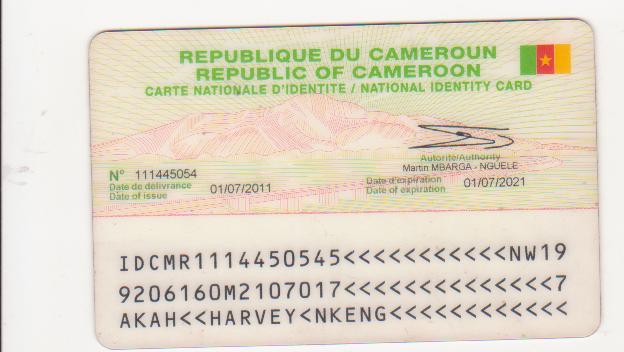 REPUBLIQUE DU CAMEROUN
REPUBLIC OF CAMEROON
CARTE NATIONALE D'IDENTITE / NATIONAL IDENTITY CARD
Autorité/Authority
Martin MBARGA - NGUELE
N° 111445054
Date de délivrance
Date of issue
01/07/2011
Date d'expiration
Date of expiration
01/07/2021
IDCMR1114450545<<<<<<<<<<<NW19
9206160M2107017<<<<<<<<<<<<<<7
AKAH<<HARVEY<NKENG<<<<<<<<<<<<